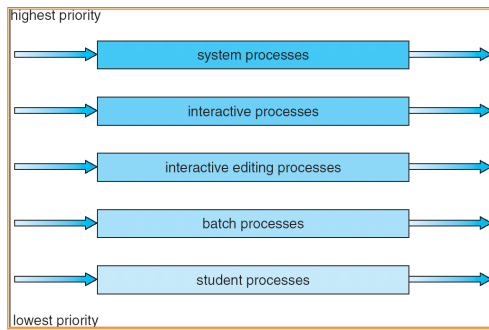 highest priority
system processes
interactive processes
interactive editing processes
batch processes
student processes
lowest priority